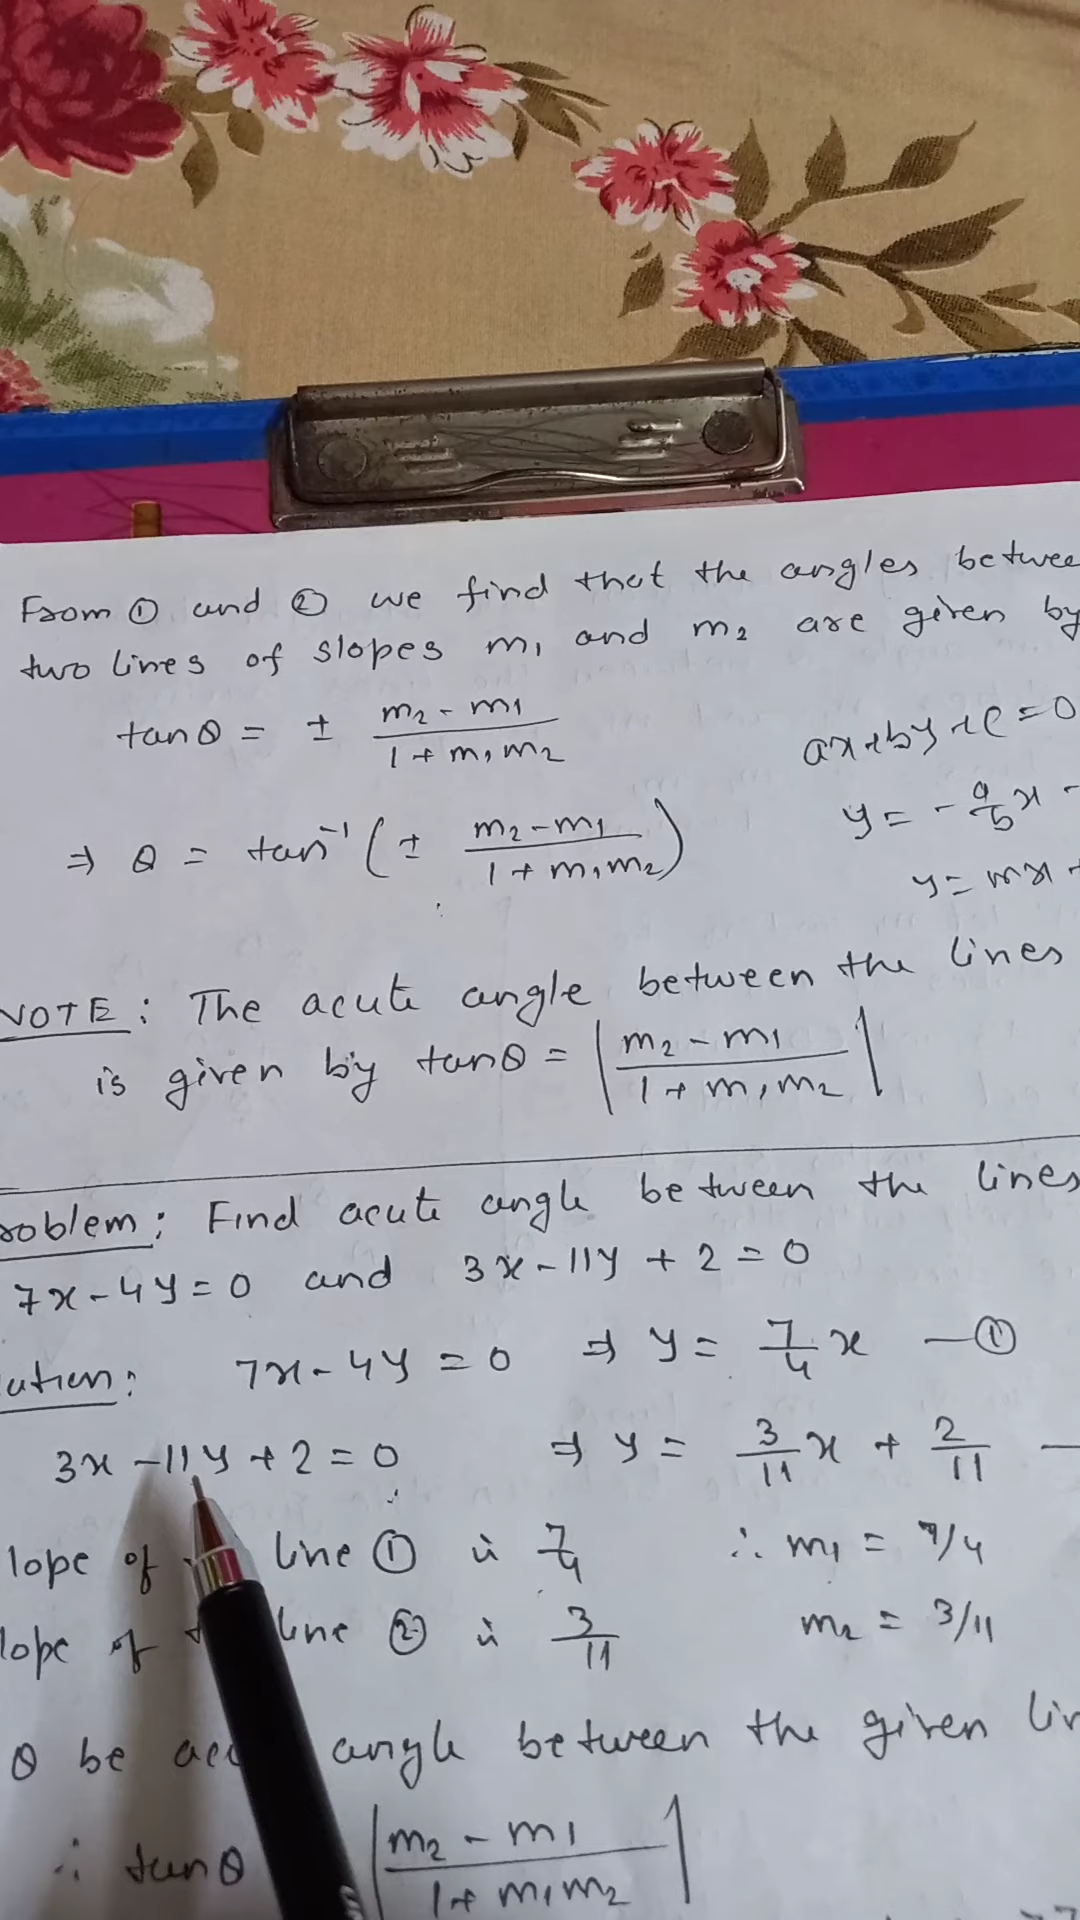 From ① and ② we find that the angles betwee
two lines of slopes m₁ and m₂ are given by
tanθ = ± (m₂ - m₁)/(1 + m₁m₂)
ax+by+c=0
y = -a/b x -
y = mx +
⇒ θ = tan⁻¹(± (m₂ - m₁)/(1 + m₁m₂))
NOTE: The acute angle between the lines
is given by tanθ = |(m₂ - m₁)/(1 + m₁m₂)|
roblem: Find acute angle between the lines
7x - 4y = 0 and 3x - 11y + 2 = 0
lution: 7x - 4y = 0 ⇒ y = 7/4 x —①
3x - 11y + 2 = 0 ⇒ y = 3/11 x + 2/11 —
lope of line ① is 7/4 ∴ m₁ = 7/4
lope of line ② is 3/11 m₂ = 3/11
θ be angle between the given lin
∴ tanθ |(m₂ - m₁)/(1 + m₁m₂)|